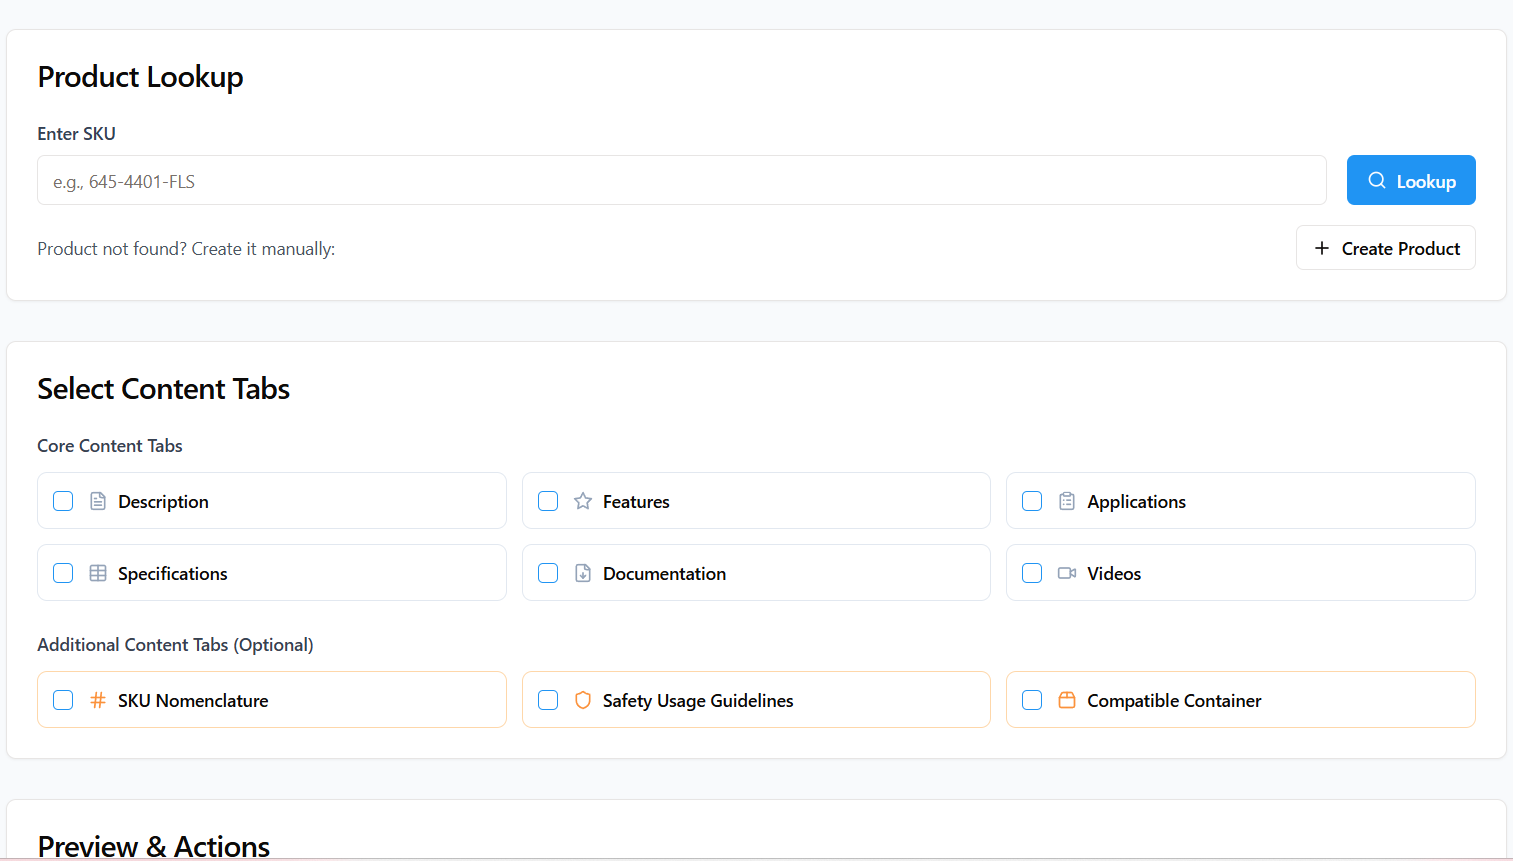 Product Lookup
Enter SKU
e.g., 645-4401-FLS
Lookup
Product not found? Create it manually:
Create Product
Select Content Tabs
Core Content Tabs
Description
Features
Applications
Specifications
Documentation
Videos
Additional Content Tabs (Optional)
SKU Nomenclature
Safety Usage Guidelines
Compatible Container
Preview & Actions